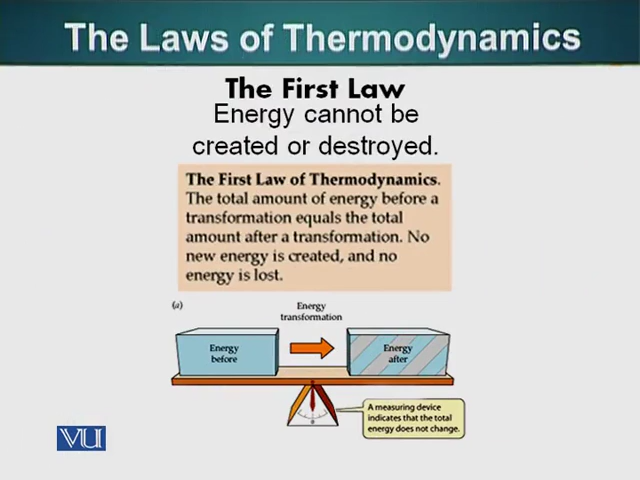 The Laws of Thermodynamics
The First Law
Energy cannot be
created or destroyed.
The First Law of Thermodynamics.
The total amount of energy before a
transformation equals the total
amount after a transformation. No
new energy is created, and no
energy is lost.
(a)
Energy
transformation
Energy
before
Energy
after
A measuring device
indicates that the total
energy does not change.
VU